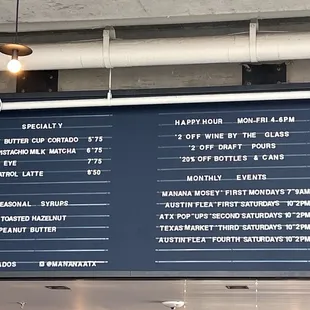 SPECIALTY
BUTTER CUP CORTADO 5.75
PISTACHIO MILK MATCHA 6.75
EYE 7.75
PATROL LATTE 6.50
SEASONAL SYRUPS
TOASTED HAZELNUT
PEANUT BUTTER
@MANANAATX
HAPPY HOUR MON-FRI 4-6PM
$2 OFF WINE BY THE GLASS
$2 OFF DRAFT POURS
20% OFF BOTTLES & CANS
MONTHLY EVENTS
MANANA MOSEY FIRST MONDAYS 7-9AM
AUSTIN FLEA FIRST SATURDAYS 10-2PM
ATX POP UPS SECOND SATURDAYS 10-2PM
TEXAS MARKET THIRD SATURDAYS 10-2PM
AUSTIN FLEA FOURTH SATURDAYS 10-2PM